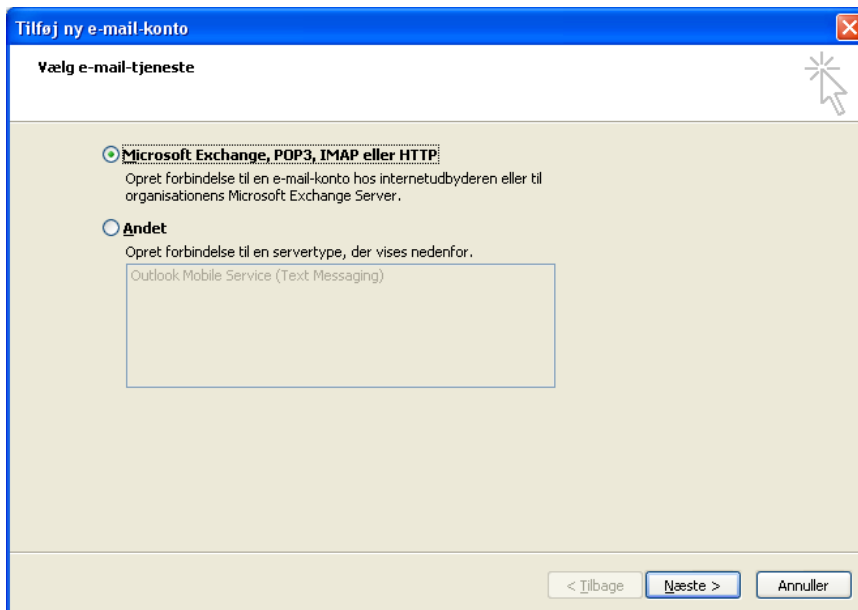 Tilføj ny e-mail-konto
Vælg e-mail-tjeneste
Microsoft Exchange, POP3, IMAP eller HTTP
Opret forbindelse til en e-mail-konto hos internetudbyderen eller til
organisationens Microsoft Exchange Server.
Andet
Opret forbindelse til en servertype, der vises nedenfor.
Outlook Mobile Service (Text Messaging)
< Tilbage
Næste >
Annuller